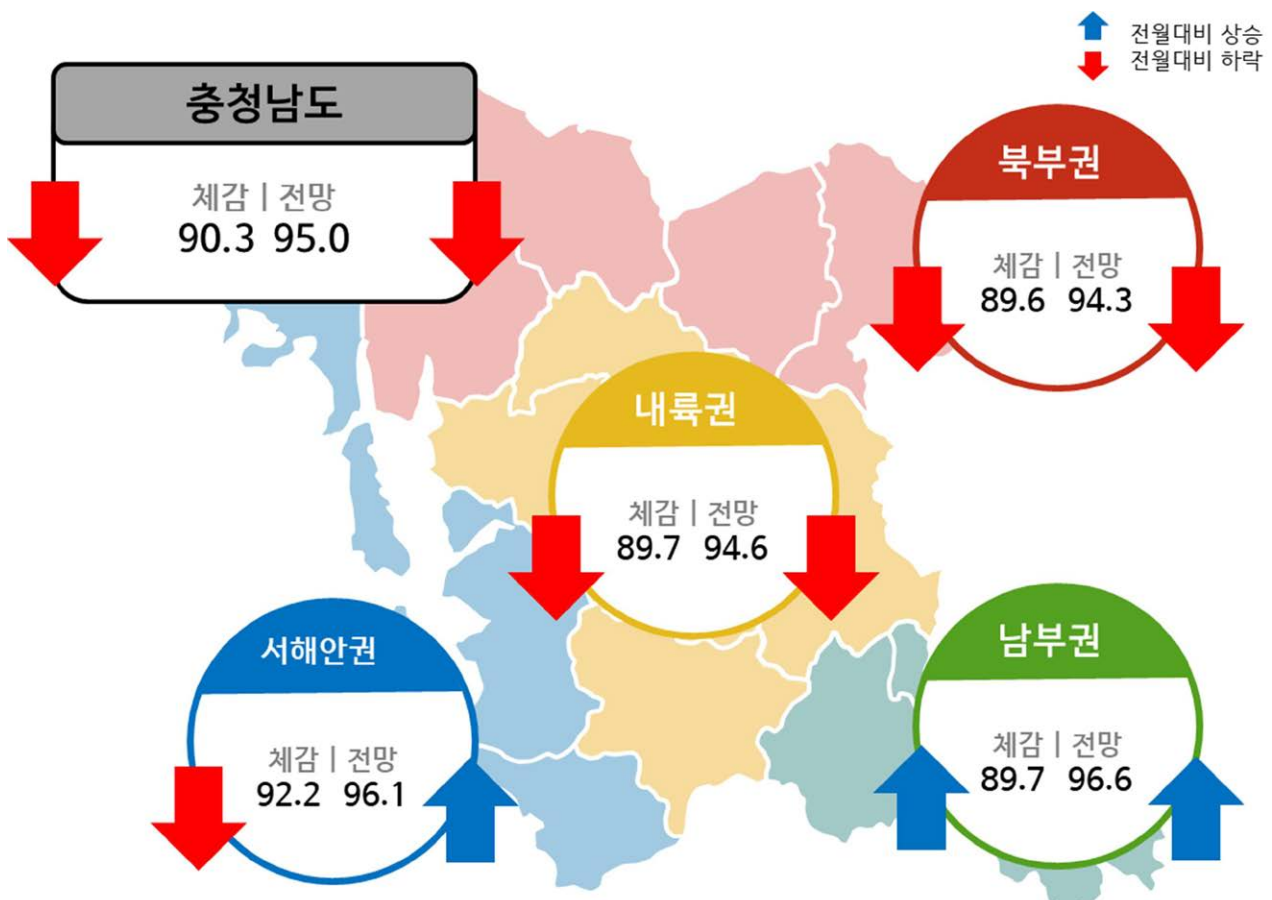 전월대비 상승
전월대비 하락
충청남도
체감 | 전망
90.3 95.0
북부권
체감 | 전망
89.6 94.3
내륙권
체감 | 전망
89.7 94.6
서해안권
체감 | 전망
92.2 96.1
남부권
체감 | 전망
89.7 96.6